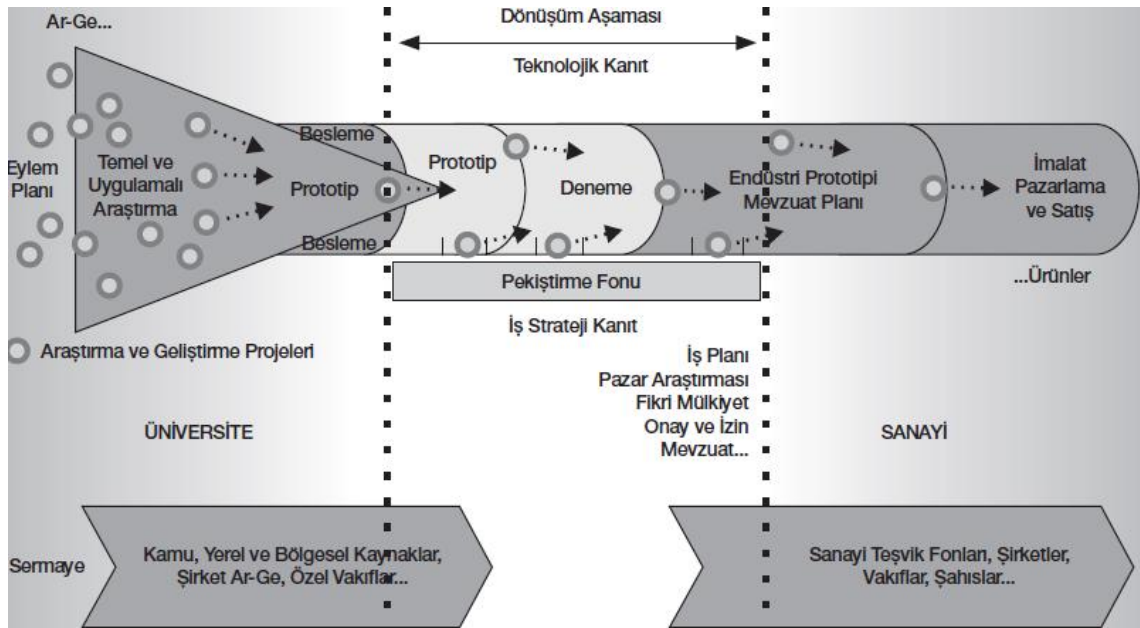 Ar-Ge...
Dönüşüm Aşaması
Teknolojik Kanıt
Besleme
Eylem
Planı
Temel ve
Uygulamalı
Araştırma
Prototip
Besleme
Prototip
Deneme
Endüstri Prototipi
Mevzuat Planı
İmalat
Pazarlama
ve Satış
...Ürünler
Pekiştirme Fonu
İş Strateji Kanıt
Araştırma ve Geliştirme Projeleri
İş Planı
Pazar Araştırması
Fikri Mülkiyet
Onay ve İzin
Mevzuat...
ÜNİVERSİTE
SANAYİ
Sermaye
Kamu, Yerel ve Bölgesel Kaynaklar,
Şirket Ar-Ge, Özel Vakıflar...
Sanayi Teşvik Fonları, Şirketler,
Vakıflar, Şahıslar...